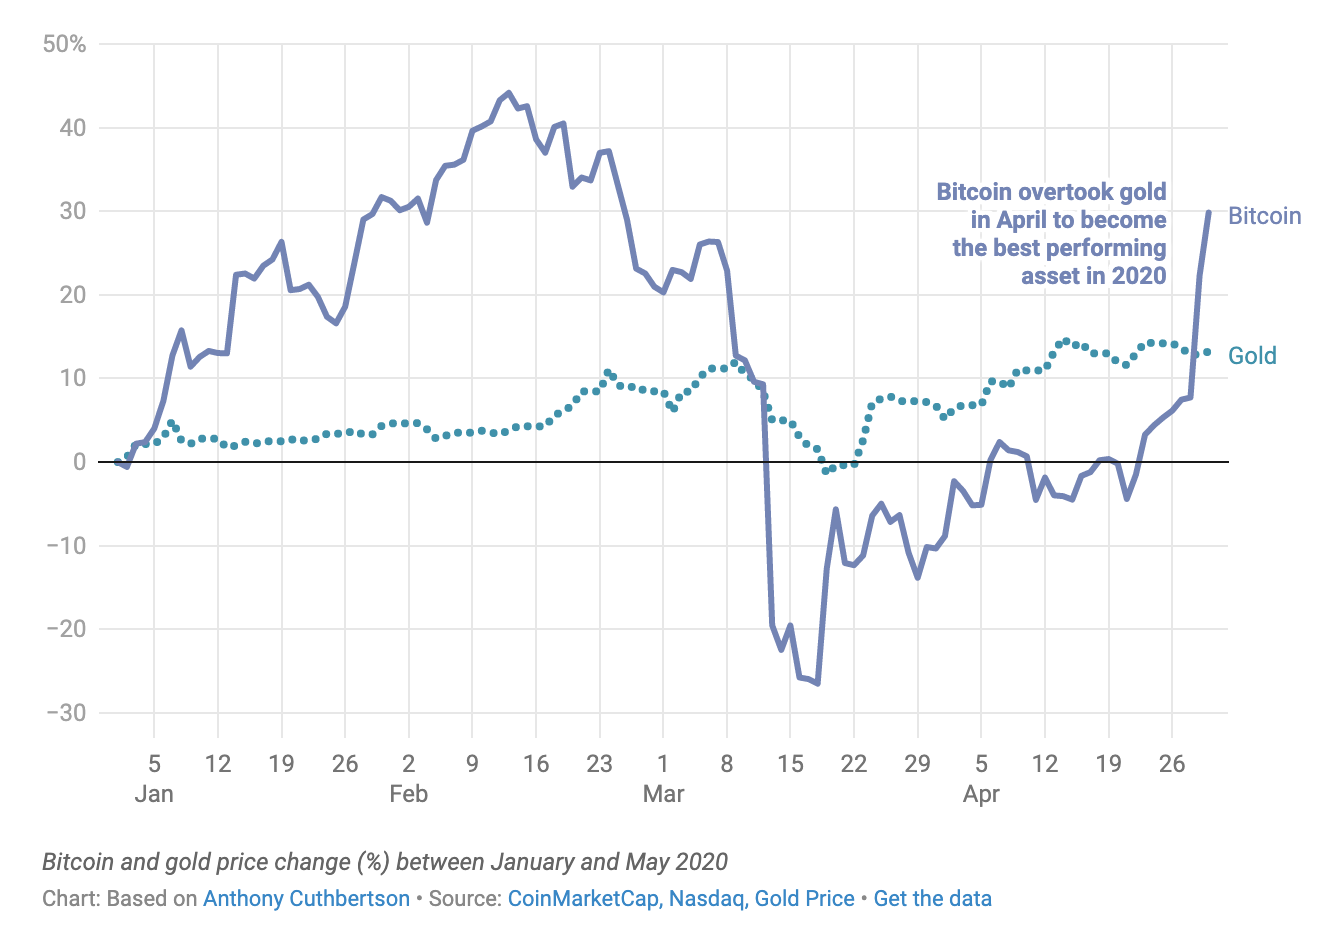 50%
40
30
20
10
0
−10
−20
−30
Bitcoin overtook gold
in April to become
the best performing
asset in 2020
Bitcoin
Gold
5 12 19 26 2 9 16 23 1 8 15 22 29 5 12 19 26
Jan Feb Mar Apr
Bitcoin and gold price change (%) between January and May 2020
Chart: Based on Anthony Cuthbertson • Source: CoinMarketCap, Nasdaq, Gold Price • Get the data